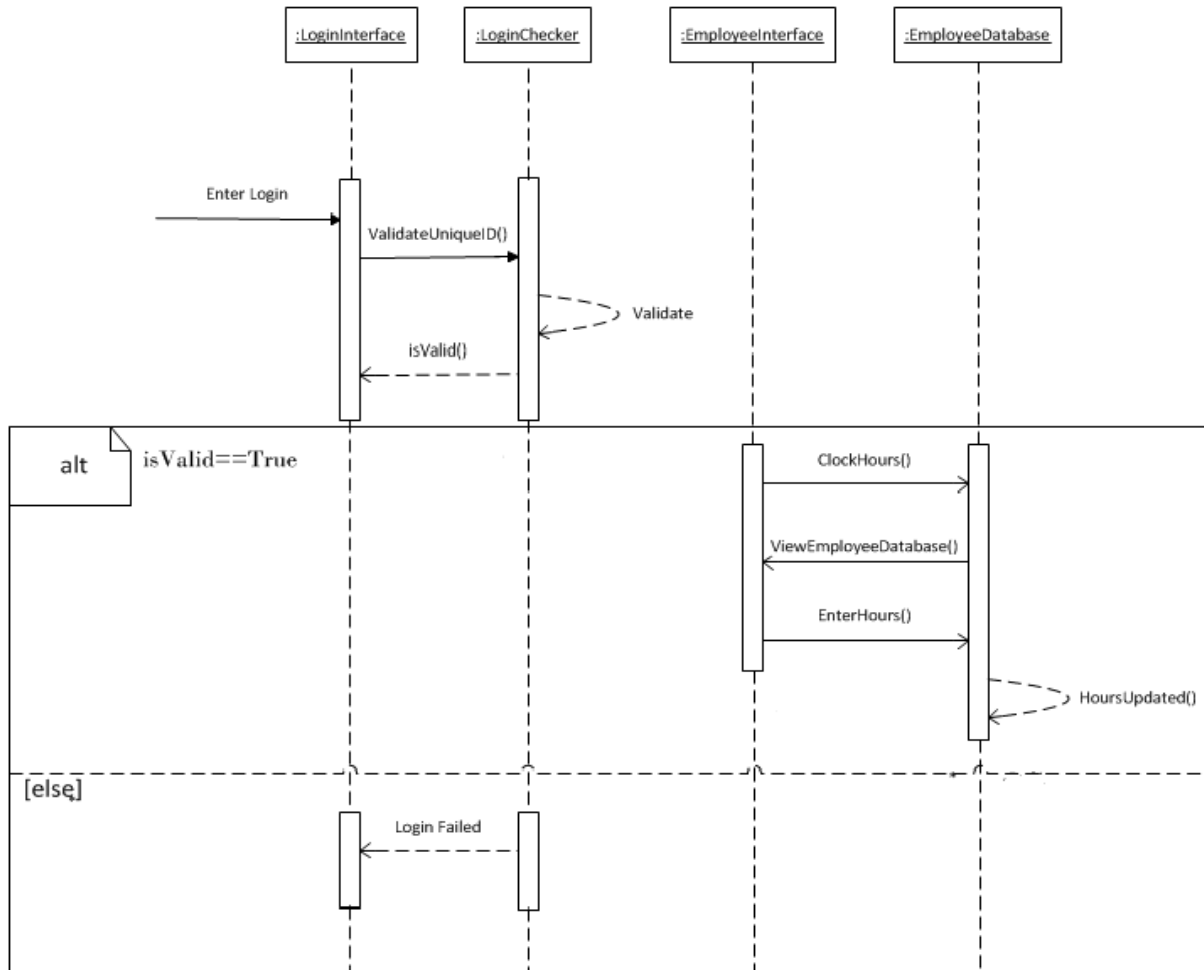 :LoginInterface
:LoginChecker
:EmployeeInterface
:EmployeeDatabase
Enter Login
ValidateUniqueID()
Validate
isValid()
alt
isValid==True
ClockHours()
ViewEmployeeDatabase()
EnterHours()
HoursUpdated()
[else]
Login Failed